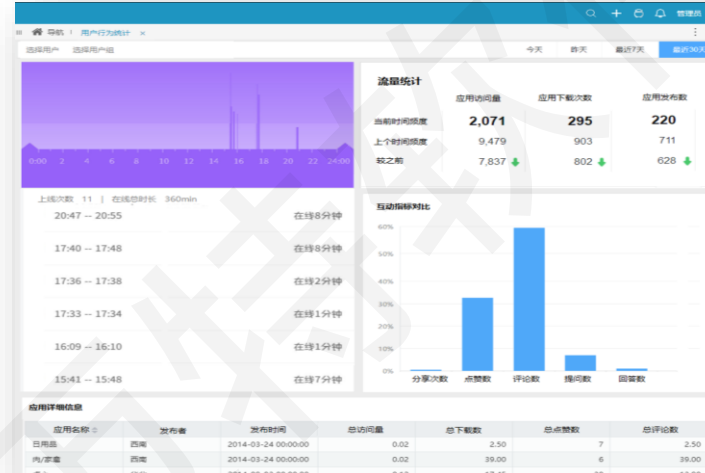 管理员
导航 用户行为统计 ×
选择用户 选择用户组 今天 昨天 最近7天 最近30天
0:00 2 4 6 8 10 12 14 16 18 20 22 24:00
上线次数 11 | 在线总时长 360min
20:47 -- 20:55 在线8分钟
17:40 -- 17:48 在线8分钟
17:36 -- 17:38 在线2分钟
17:33 -- 17:34 在线1分钟
16:09 -- 16:10 在线1分钟
15:41 -- 15:48 在线7分钟
流量统计
应用访问量 应用下载次数 应用发布数
当前时间频度 2,071 295 220
上个时间频度 9,479 903 711
较之前 7,837 802 628
互动指标对比
60%
50%
40%
30%
20%
10%
0%
分享次数 点赞数 评论数 提问数 回答数
应用详细信息
应用名称 发布者 发布时间 总访问量 总下载数 总点赞数 总评论数
日用品 西南 2014-03-24 00:00:00 0.02 2.50 7 2.50
肉/家禽 西南 2014-03-24 00:00:00 0.02 39.00 6 39.00